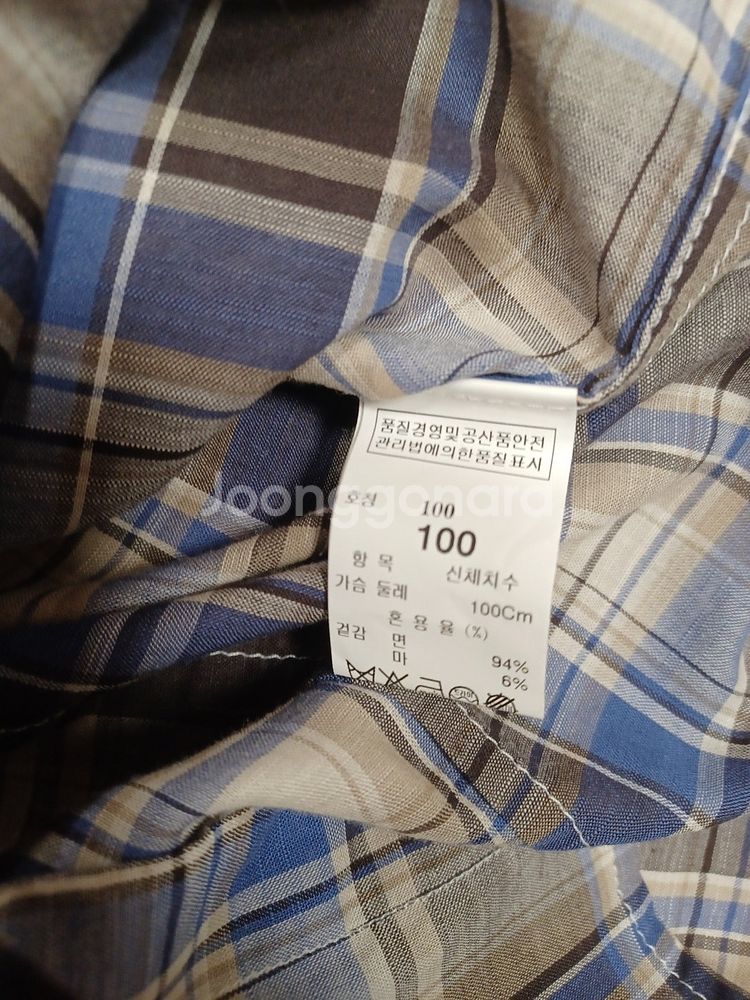 품질경영및공산품안전
관리법에의한품질표시
호칭 100
100
항 목 신체치수
가슴 둘레 100Cm
혼 용 율 (%)
겉감 면 94%
마 6%
Joonggonara